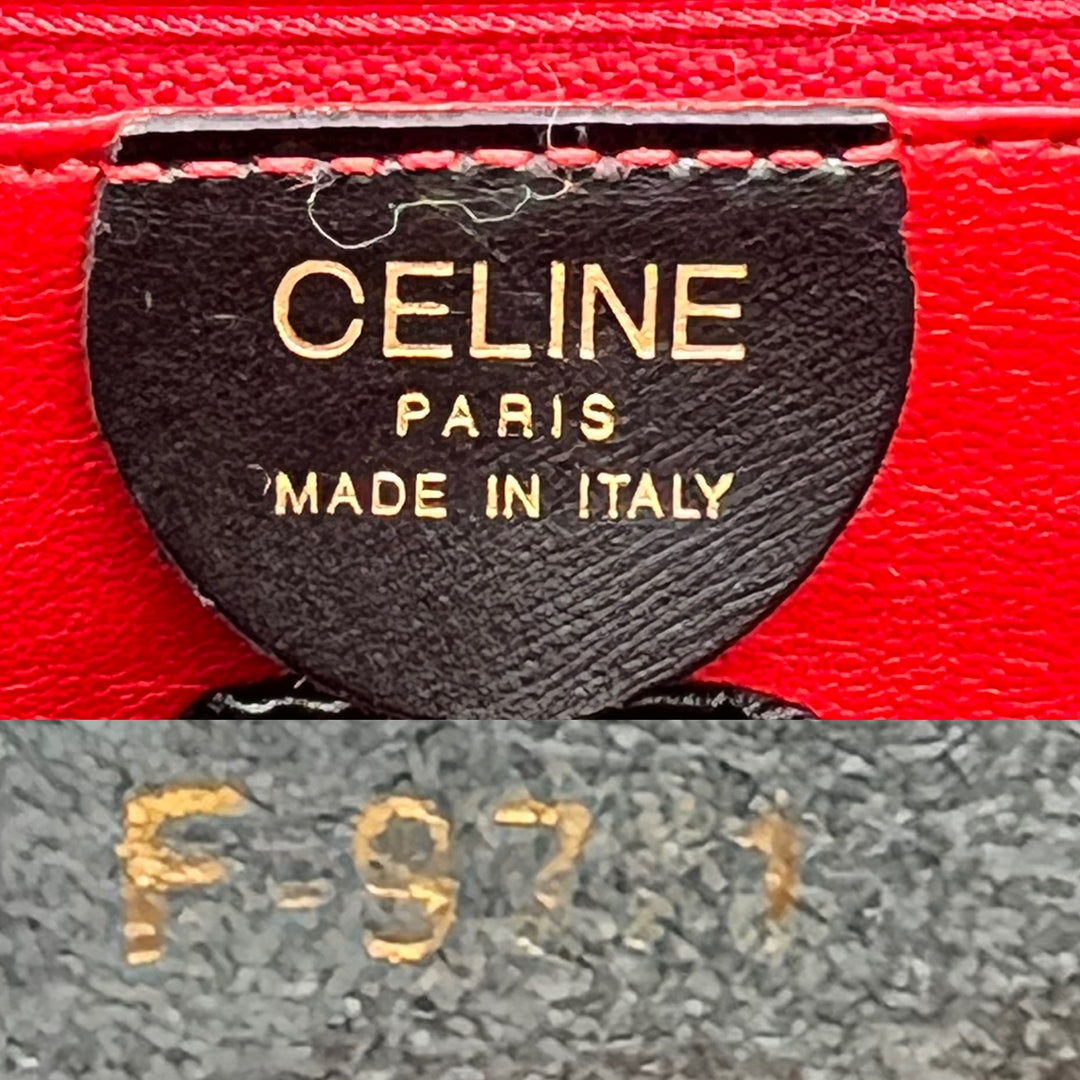 CELINE
PARIS
MADE IN ITALY
F-97 1